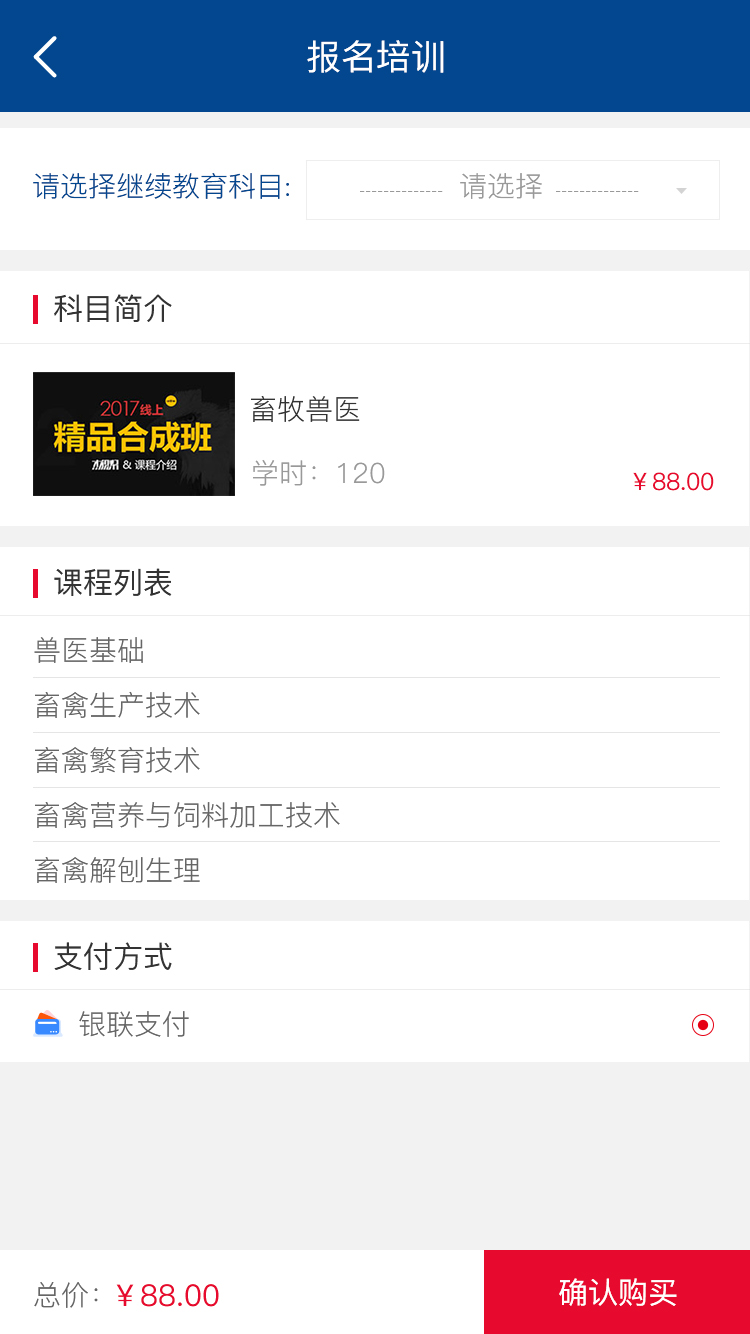 报名培训
请选择继续教育科目: -------------- 请选择 --------------
科目简介
2017线上
精品合成班
& 课程介绍
畜牧兽医
学时：120
¥ 88.00
课程列表
兽医基础
畜禽生产技术
畜禽繁育技术
畜禽营养与饲料加工技术
畜禽解刨生理
支付方式
银联支付
总价：¥ 88.00
确认购买